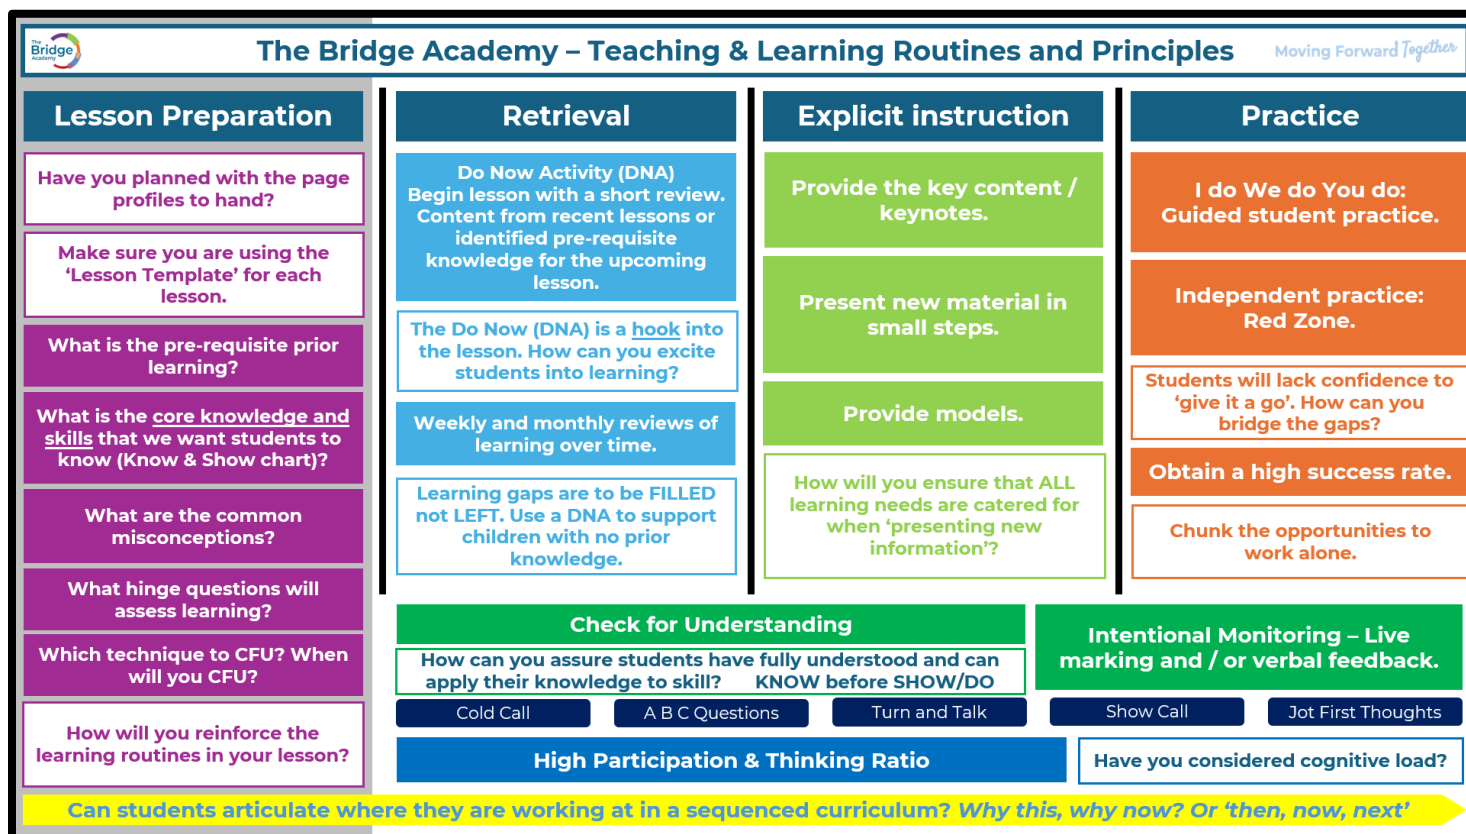 The
Bridge
Academy
The Bridge Academy – Teaching & Learning Routines and Principles
Moving Forward Together
Lesson Preparation
Have you planned with the page
profiles to hand?
Make sure you are using the
‘Lesson Template’ for each
lesson.
What is the pre-requisite prior
learning?
What is the core knowledge and
skills that we want students to
know (Know & Show chart)?
What are the common
misconceptions?
What hinge questions will
assess learning?
Which technique to CFU? When
will you CFU?
How will you reinforce the
learning routines in your lesson?
Retrieval
Do Now Activity (DNA)
Begin lesson with a short review.
Content from recent lessons or
identified pre-requisite
knowledge for the upcoming
lesson.
The Do Now (DNA) is a hook into
the lesson. How can you excite
students into learning?
Weekly and monthly reviews of
learning over time.
Learning gaps are to be FILLED
not LEFT. Use a DNA to support
children with no prior
knowledge.
Explicit instruction
Provide the key content /
keynotes.
Present new material in
small steps.
Provide models.
How will you ensure that ALL
learning needs are catered for
when ‘presenting new
information’?
Practice
I do We do You do:
Guided student practice.
Independent practice:
Red Zone.
Students will lack confidence to
‘give it a go’. How can you
bridge the gaps?
Obtain a high success rate.
Chunk the opportunities to
work alone.
Check for Understanding
How can you assure students have fully understood and can
apply their knowledge to skill? KNOW before SHOW/DO
Intentional Monitoring – Live
marking and / or verbal feedback.
Cold Call
A B C Questions
Turn and Talk
Show Call
Jot First Thoughts
High Participation & Thinking Ratio
Have you considered cognitive load?
Can students articulate where they are working at in a sequenced curriculum? Why this, why now? Or ‘then, now, next’